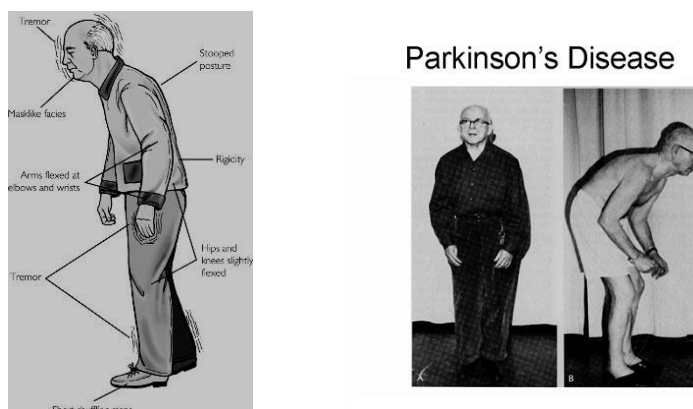 Tremor
Stooped
posture
Masklike facies
Rigidity
Arms flexed at
elbows and wrists
Hips and
knees slightly
flexed
Tremor
Parkinson's Disease
A
B